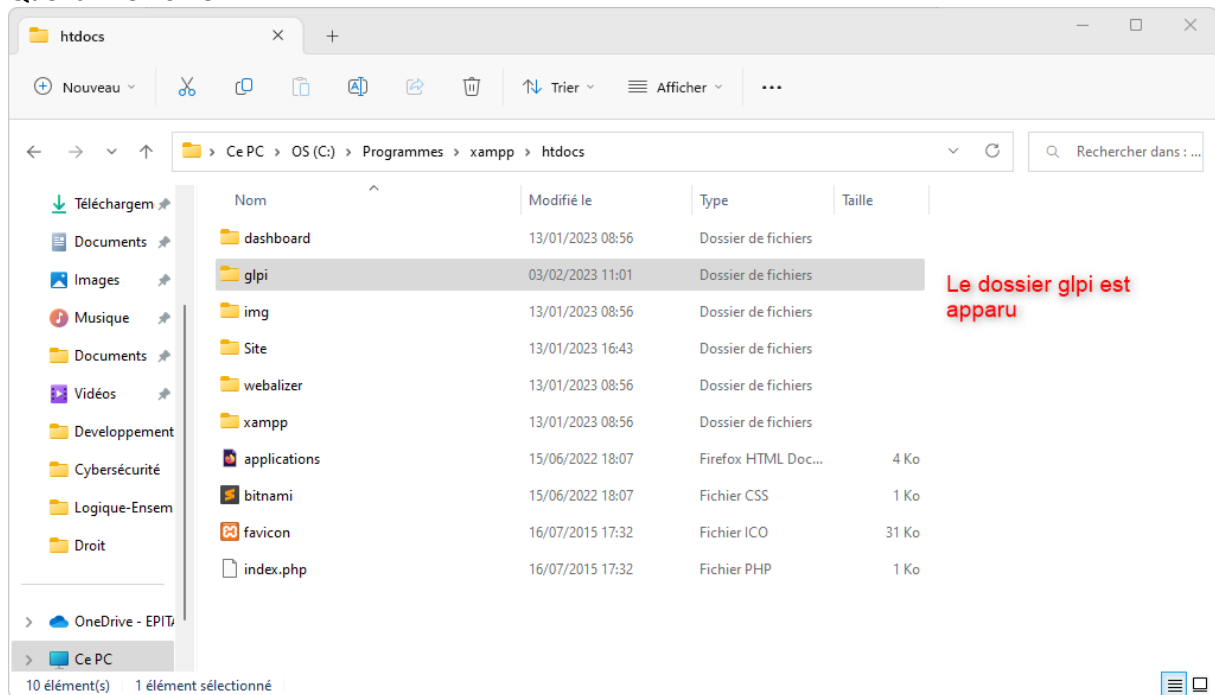 htdocs
Nouveau
Trier
Afficher
Ce PC > OS (C:) > Programmes > xampp > htdocs
Rechercher dans : ...
Nom Modifié le Type Taille
Téléchargem
Documents
Images
Musique
Documents
Vidéos
Developpement
Cybersécurité
Logique-Ensem
Droit
OneDrive - EPITA
Ce PC
dashboard 13/01/2023 08:56 Dossier de fichiers
glpi 03/02/2023 11:01 Dossier de fichiers
img 13/01/2023 08:56 Dossier de fichiers
Site 13/01/2023 16:43 Dossier de fichiers
webalizer 13/01/2023 08:56 Dossier de fichiers
xampp 13/01/2023 08:56 Dossier de fichiers
applications 15/06/2022 18:07 Firefox HTML Doc... 4 Ko
bitnami 15/06/2022 18:07 Fichier CSS 1 Ko
favicon 16/07/2015 17:32 Fichier ICO 31 Ko
index.php 16/07/2015 17:32 Fichier PHP 1 Ko
Le dossier glpi est
apparu
10 élément(s) 1 élément sélectionné